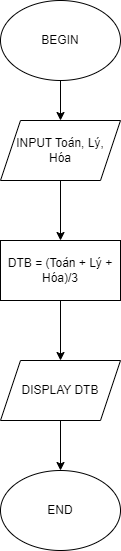 BEGIN
INPUT Toán, Lý,
Hóa
DTB = (Toán + Lý +
Hóa)/3
DISPLAY DTB
END